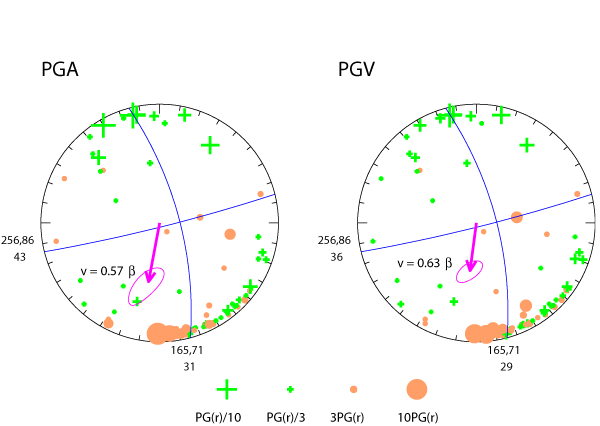 PGA
PGV
256,86
43
v = 0.57 β
165,71
31
256,86
36
v = 0.63 β
165,71
29
PG(r)/10
PG(r)/3
3PG(r)
10PG(r)